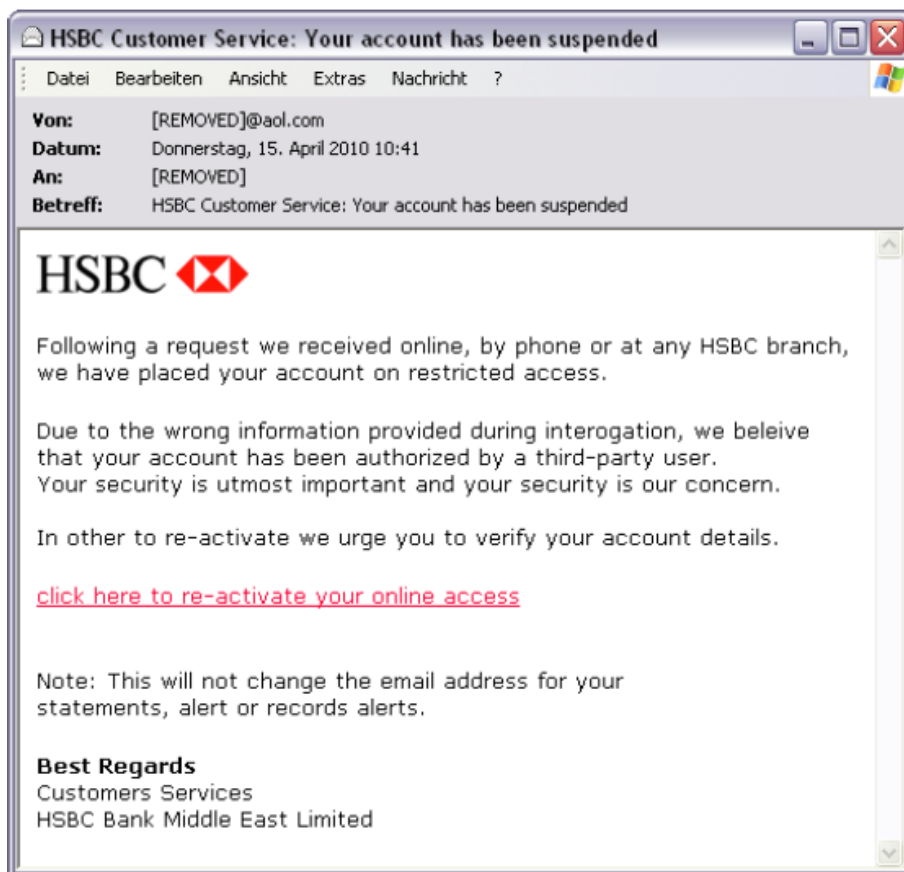 HSBC Customer Service: Your account has been suspended
Datei Bearbeiten Ansicht Extras Nachricht ?
Von: [REMOVED]@aol.com
Datum: Donnerstag, 15. April 2010 10:41
An: [REMOVED]
Betreff: HSBC Customer Service: Your account has been suspended
HSBC
Following a request we received online, by phone or at any HSBC branch,
we have placed your account on restricted access.
Due to the wrong information provided during interogation, we beleive
that your account has been authorized by a third-party user.
Your security is utmost important and your security is our concern.
In other to re-activate we urge you to verify your account details.
click here to re-activate your online access
Note: This will not change the email address for your
statements, alert or records alerts.
Best Regards
Customers Services
HSBC Bank Middle East Limited